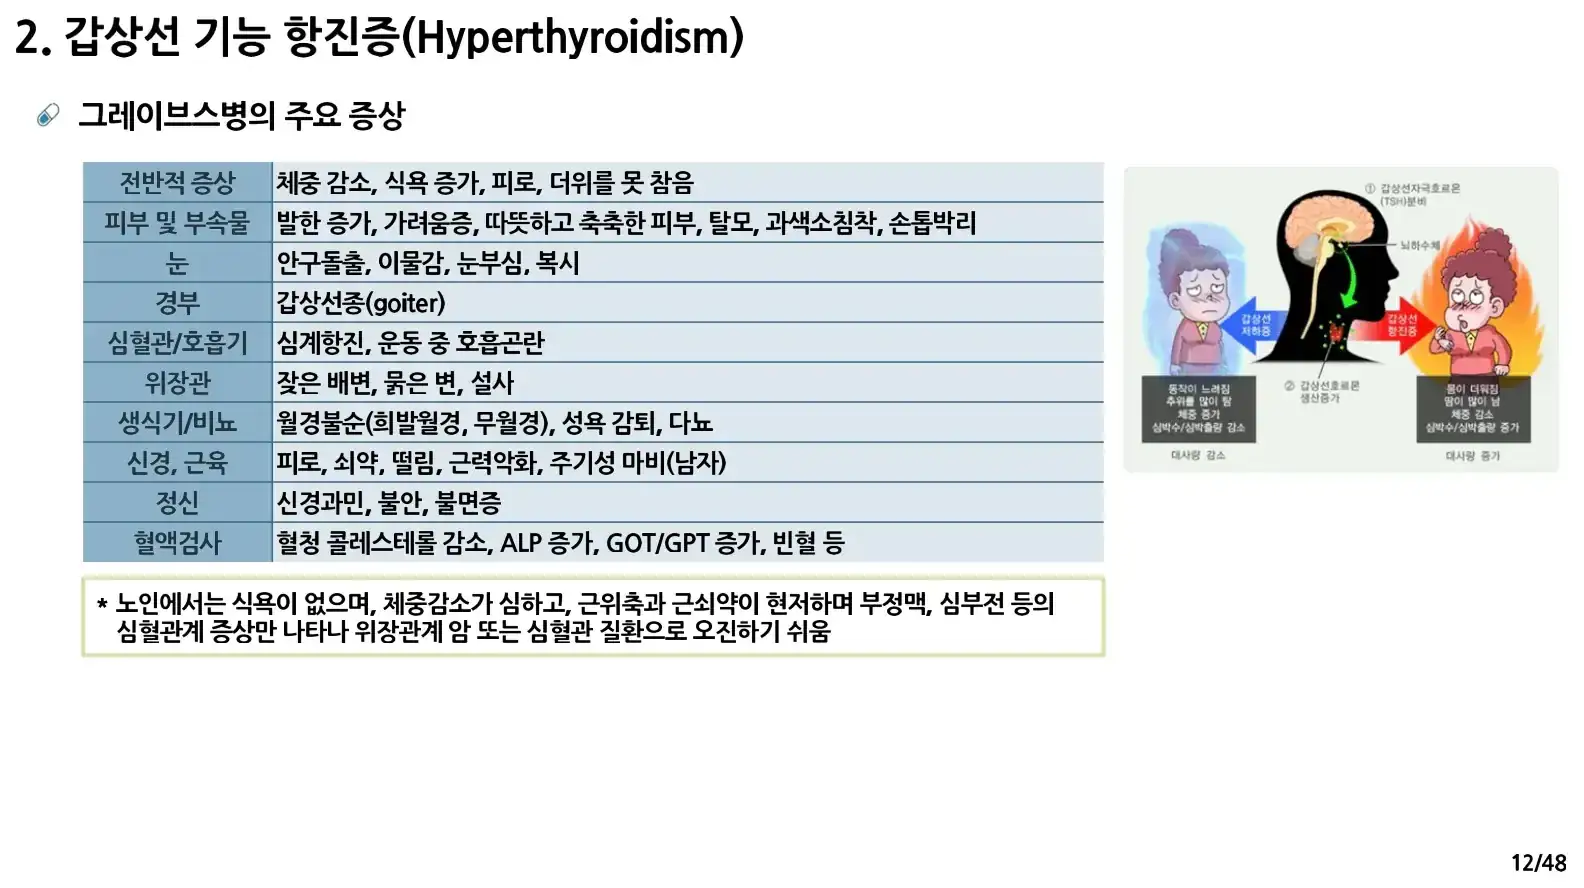 2. 갑상선 기능 항진증(Hyperthyroidism)
그레이브스병의 주요 증상
전반적 증상 체중 감소, 식욕 증가, 피로, 더위를 못 참음
피부 및 부속물 발한 증가, 가려움증, 따뜻하고 축축한 피부, 탈모, 과색소침착, 손톱박리
눈 안구돌출, 이물감, 눈부심, 복시
경부 갑상선종(goiter)
심혈관/호흡기 심계항진, 운동 중 호흡곤란
위장관 잦은 배변, 묽은 변, 설사
생식기/비뇨 월경불순(희발월경, 무월경), 성욕 감퇴, 다뇨
신경, 근육 피로, 쇠약, 떨림, 근력악화, 주기성 마비(남자)
정신 신경과민, 불안, 불면증
혈액검사 혈청 콜레스테롤 감소, ALP 증가, GOT/GPT 증가, 빈혈 등
* 노인에서는 식욕이 없으며, 체중감소가 심하고, 근위축과 근쇠약이 현저하며 부정맥, 심부전 등의
심혈관계 증상만 나타나 위장관계 암 또는 심혈관 질환으로 오진하기 쉬움
① 갑상선자극호르몬
(TSH)분비
뇌하수체
갑상선
저하증
갑상선
항진증
② 갑상선호르몬
생산증가
동작이 느려짐
추위를 많이 탐
체중 증가
심박수/심박출량 감소
대사량 감소
몸이 더워짐
땀이 많이 남
체중 감소
심박수/심박출량 증가
대사량 증가
12/48